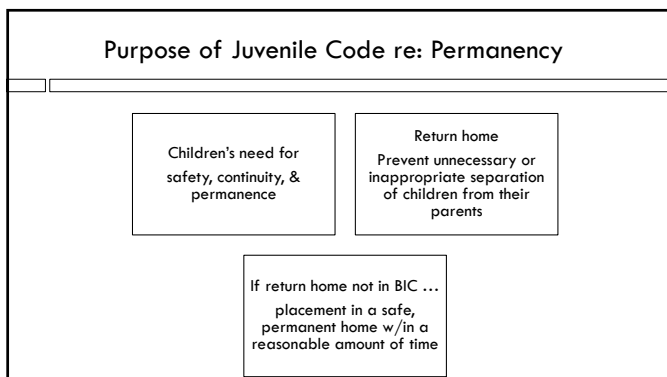 Purpose of Juvenile Code re: Permanency
Children’s need for
safety, continuity, &
permanence
Return home
Prevent unnecessary or
inappropriate separation
of children from their
parents
If return home not in BIC …
placement in a safe,
permanent home w/in a
reasonable amount of time